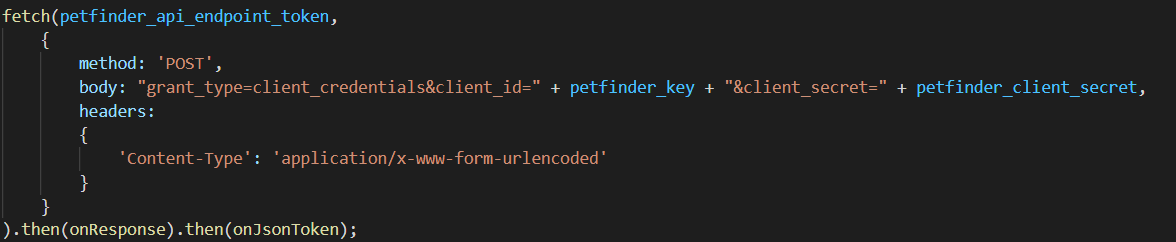 fetch(petfinder_api_endpoint_token,
    {
        method: 'POST',
        body: "grant_type=client_credentials&client_id=" + petfinder_key + "&client_secret=" + petfinder_client_secret,
        headers:
        {
            'Content-Type': 'application/x-www-form-urlencoded'
        }
    }
).then(onResponse).then(onJsonToken);